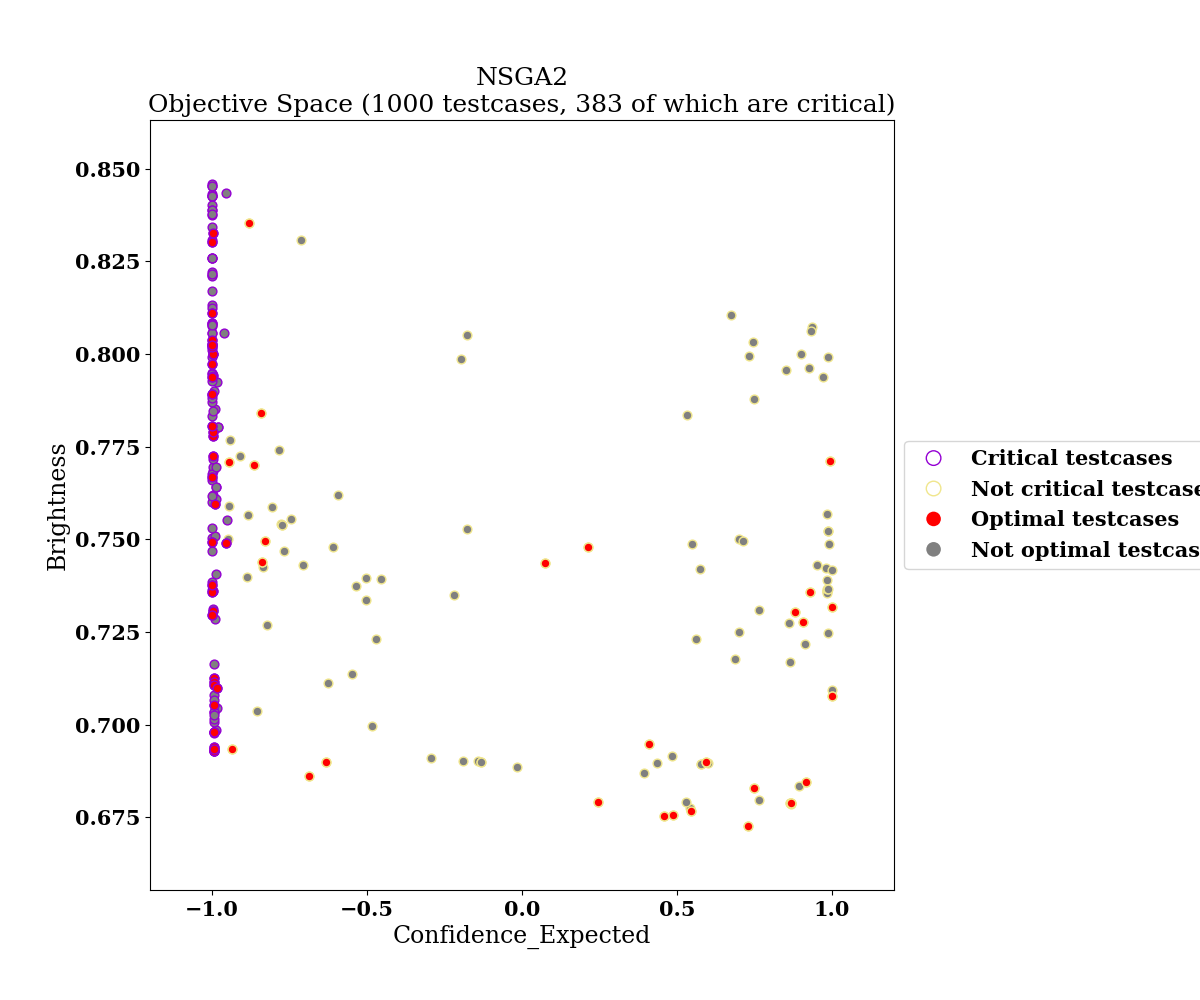 NSGA2
Objective Space (1000 testcases, 383 of which are critical)
0.850
0.825
0.800
0.775
0.750
0.725
0.700
0.675
Brightness
−1.0
−0.5
0.0
0.5
1.0
Confidence_Expected
Critical testcases
Not critical testcase
Optimal testcases
Not optimal testcas